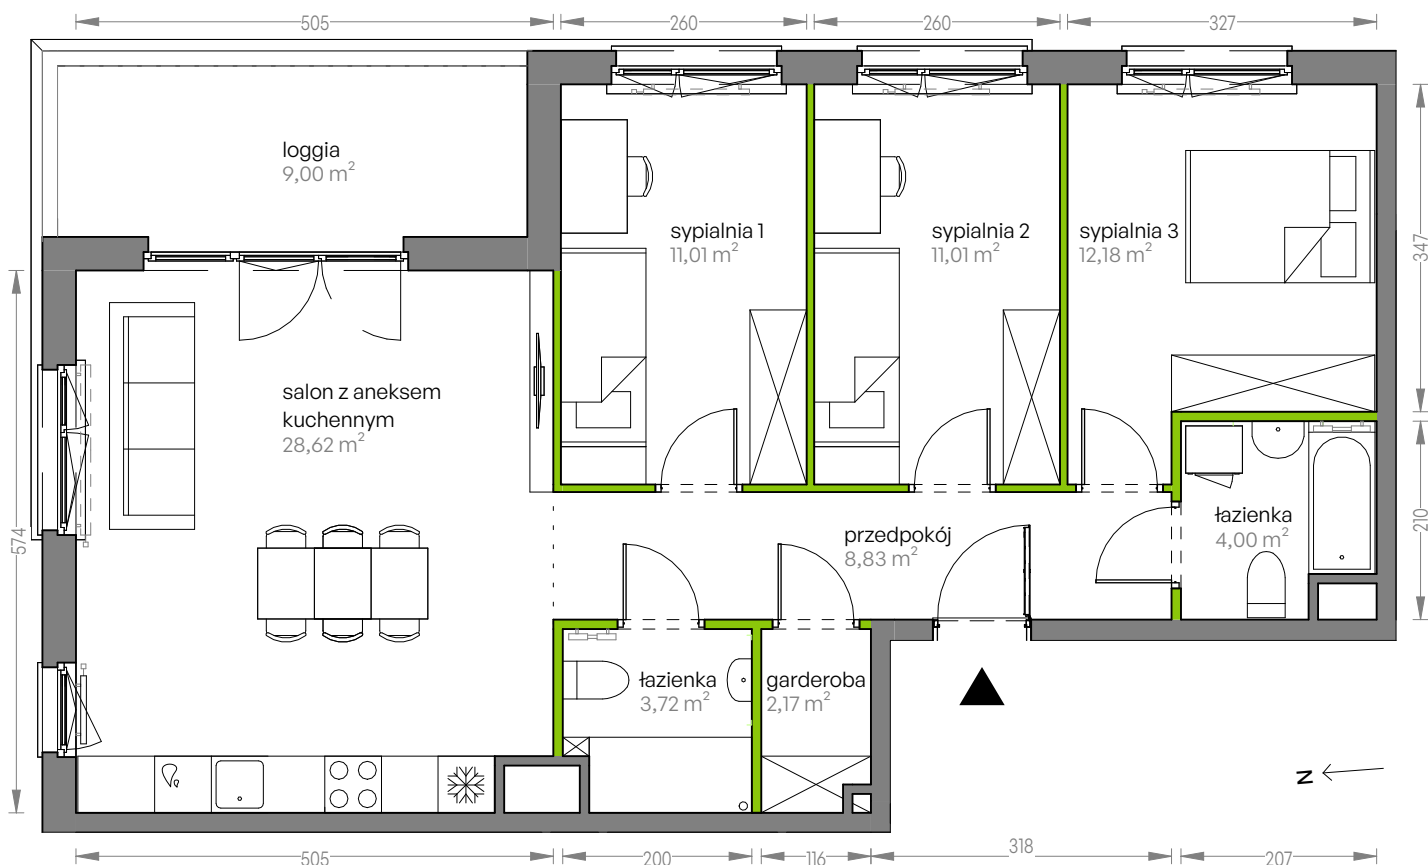 505
260
260
327
loggia
9,00 m²
sypialnia 1
11,01 m²
sypialnia 2
11,01 m²
sypialnia 3
12,18 m²
347
salon z aneksem
kuchennym
28,62 m²
574
przedpokój
8,83 m²
łazienka
4,00 m²
210
łazienka
3,72 m²
garderoba
2,17 m²
N
505
200
116
318
207